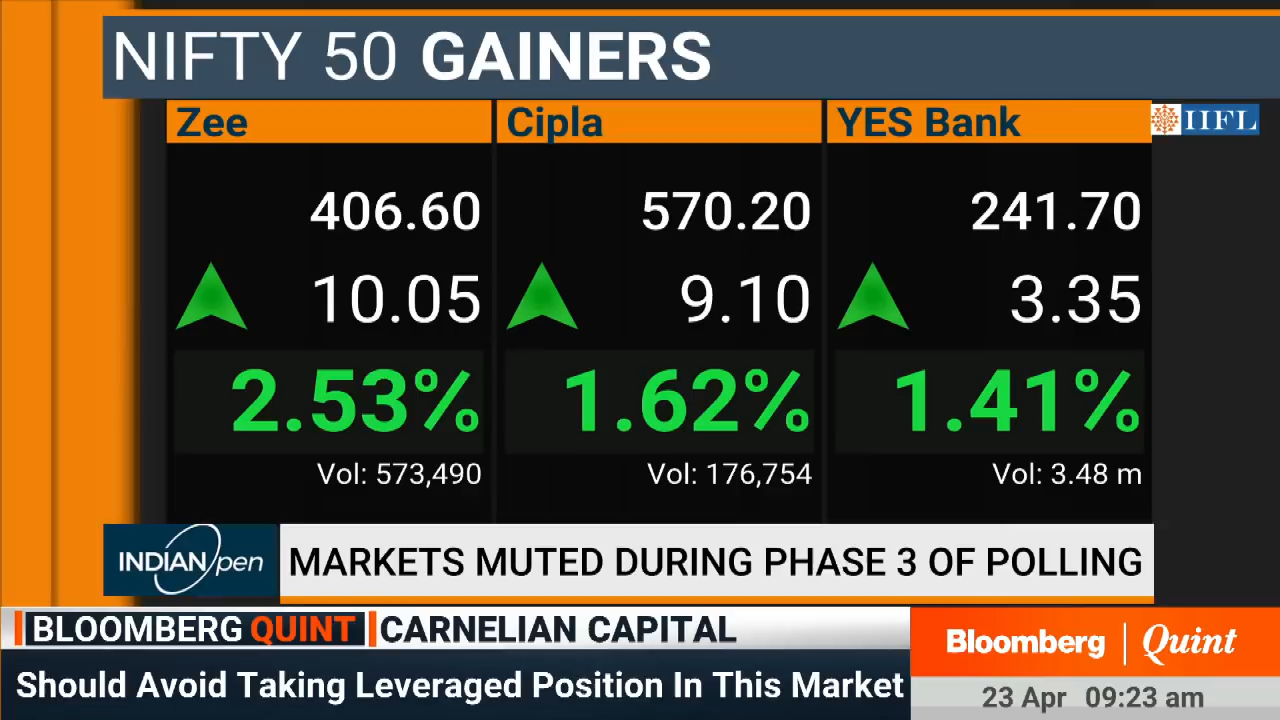 NIFTY 50 GAINERS
Zee
406.60
10.05
2.53%
Vol: 573,490
Cipla
570.20
9.10
1.62%
Vol: 176,754
YES Bank
241.70
3.35
1.41%
Vol: 3.48 m
IIFL
INDIAN Open
MARKETS MUTED DURING PHASE 3 OF POLLING
BLOOMBERG QUINT CARNELIAN CAPITAL
Should Avoid Taking Leveraged Position In This Market
Bloomberg | Quint
23 Apr 09:23 am